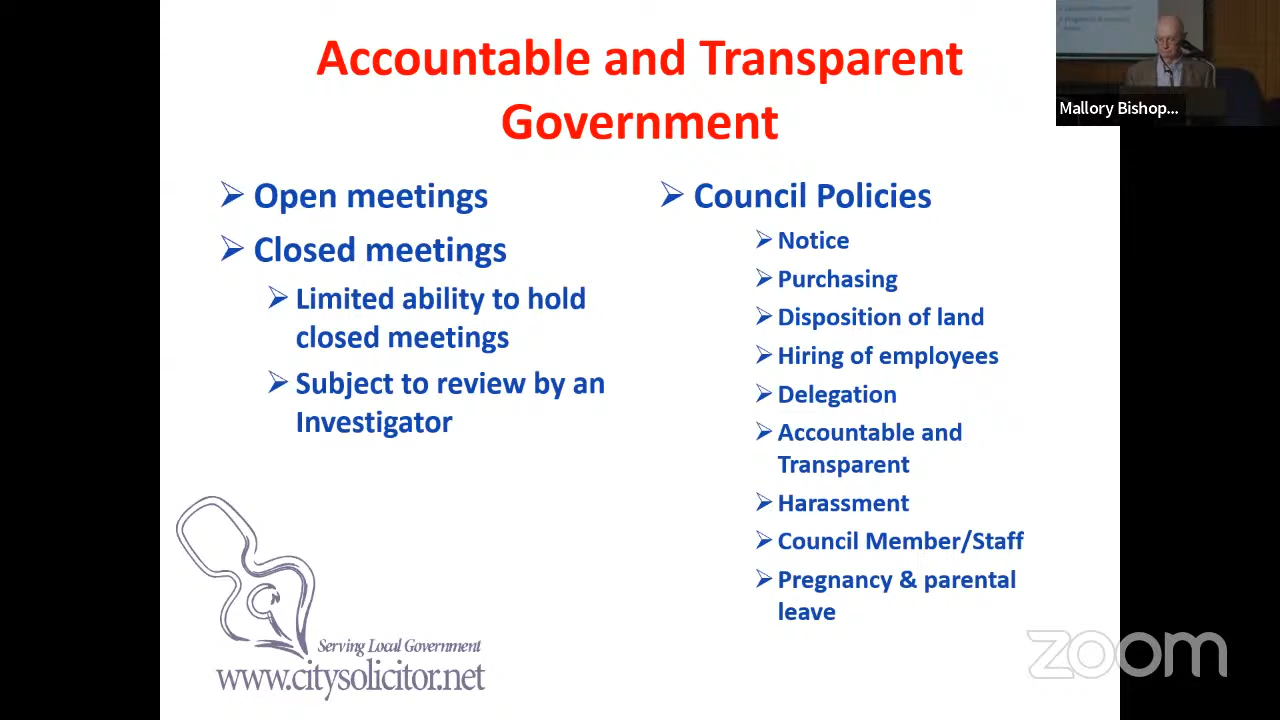 Accountable and Transparent
Government
Mallory Bishop...
Open meetings
Closed meetings
Limited ability to hold
closed meetings
Subject to review by an
Investigator
Council Policies
Notice
Purchasing
Disposition of land
Hiring of employees
Delegation
Accountable and
Transparent
Harassment
Council Member/Staff
Pregnancy & parental
leave
Serving Local Government
www.citysolicitor.net
zoom